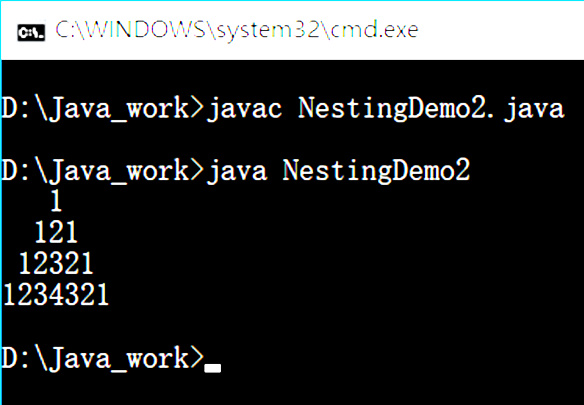 C:\WINDOWS\system32\cmd.exe
D:\Java_work>javac NestingDemo2.java
D:\Java_work>java NestingDemo2
   1
  121
 12321
1234321
D:\Java_work>